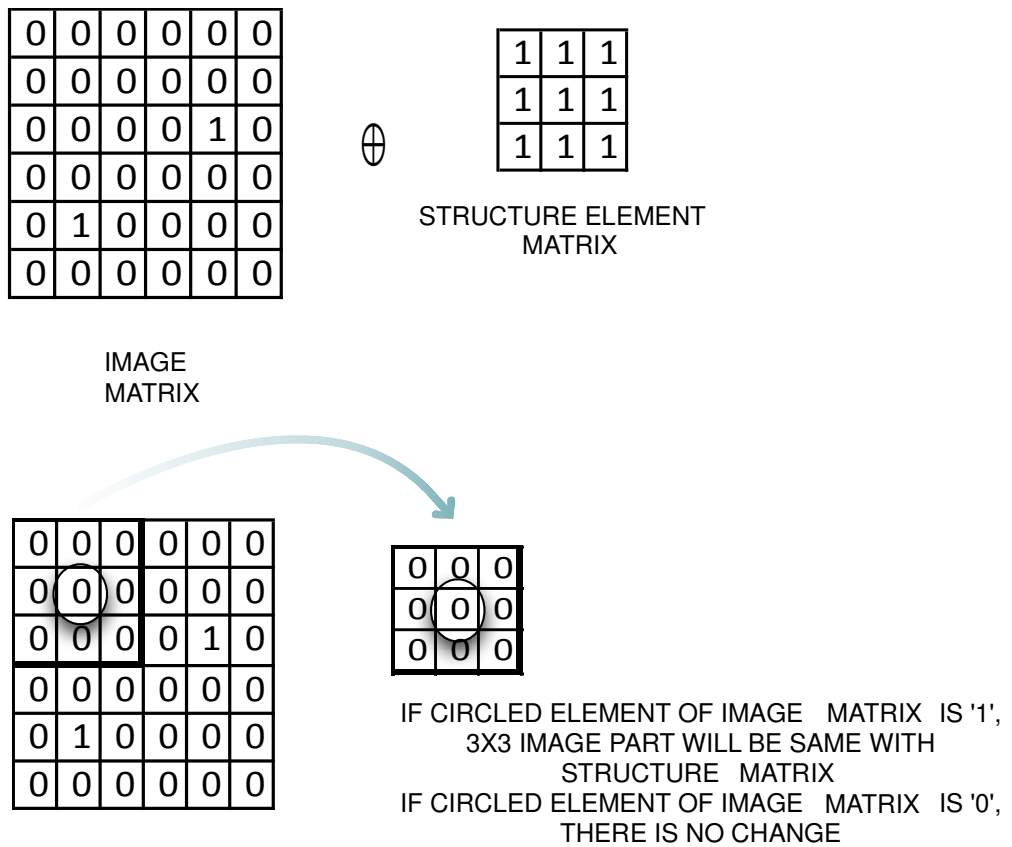 0 0 0 0 0 0
0 0 0 0 0 0
0 0 0 0 1 0
0 0 0 0 0 0
0 1 0 0 0 0
0 0 0 0 0 0
IMAGE
MATRIX
⊕
1 1 1
1 1 1
1 1 1
STRUCTURE ELEMENT
MATRIX
0 0 0 0 0 0
0 0 0 0 0 0
0 0 0 0 1 0
0 0 0 0 0 0
0 1 0 0 0 0
0 0 0 0 0 0
0 0 0
0 0 0
0 0 0
IF CIRCLED ELEMENT OF IMAGE MATRIX IS '1',
3X3 IMAGE PART WILL BE SAME WITH
STRUCTURE MATRIX
IF CIRCLED ELEMENT OF IMAGE MATRIX IS '0',
THERE IS NO CHANGE